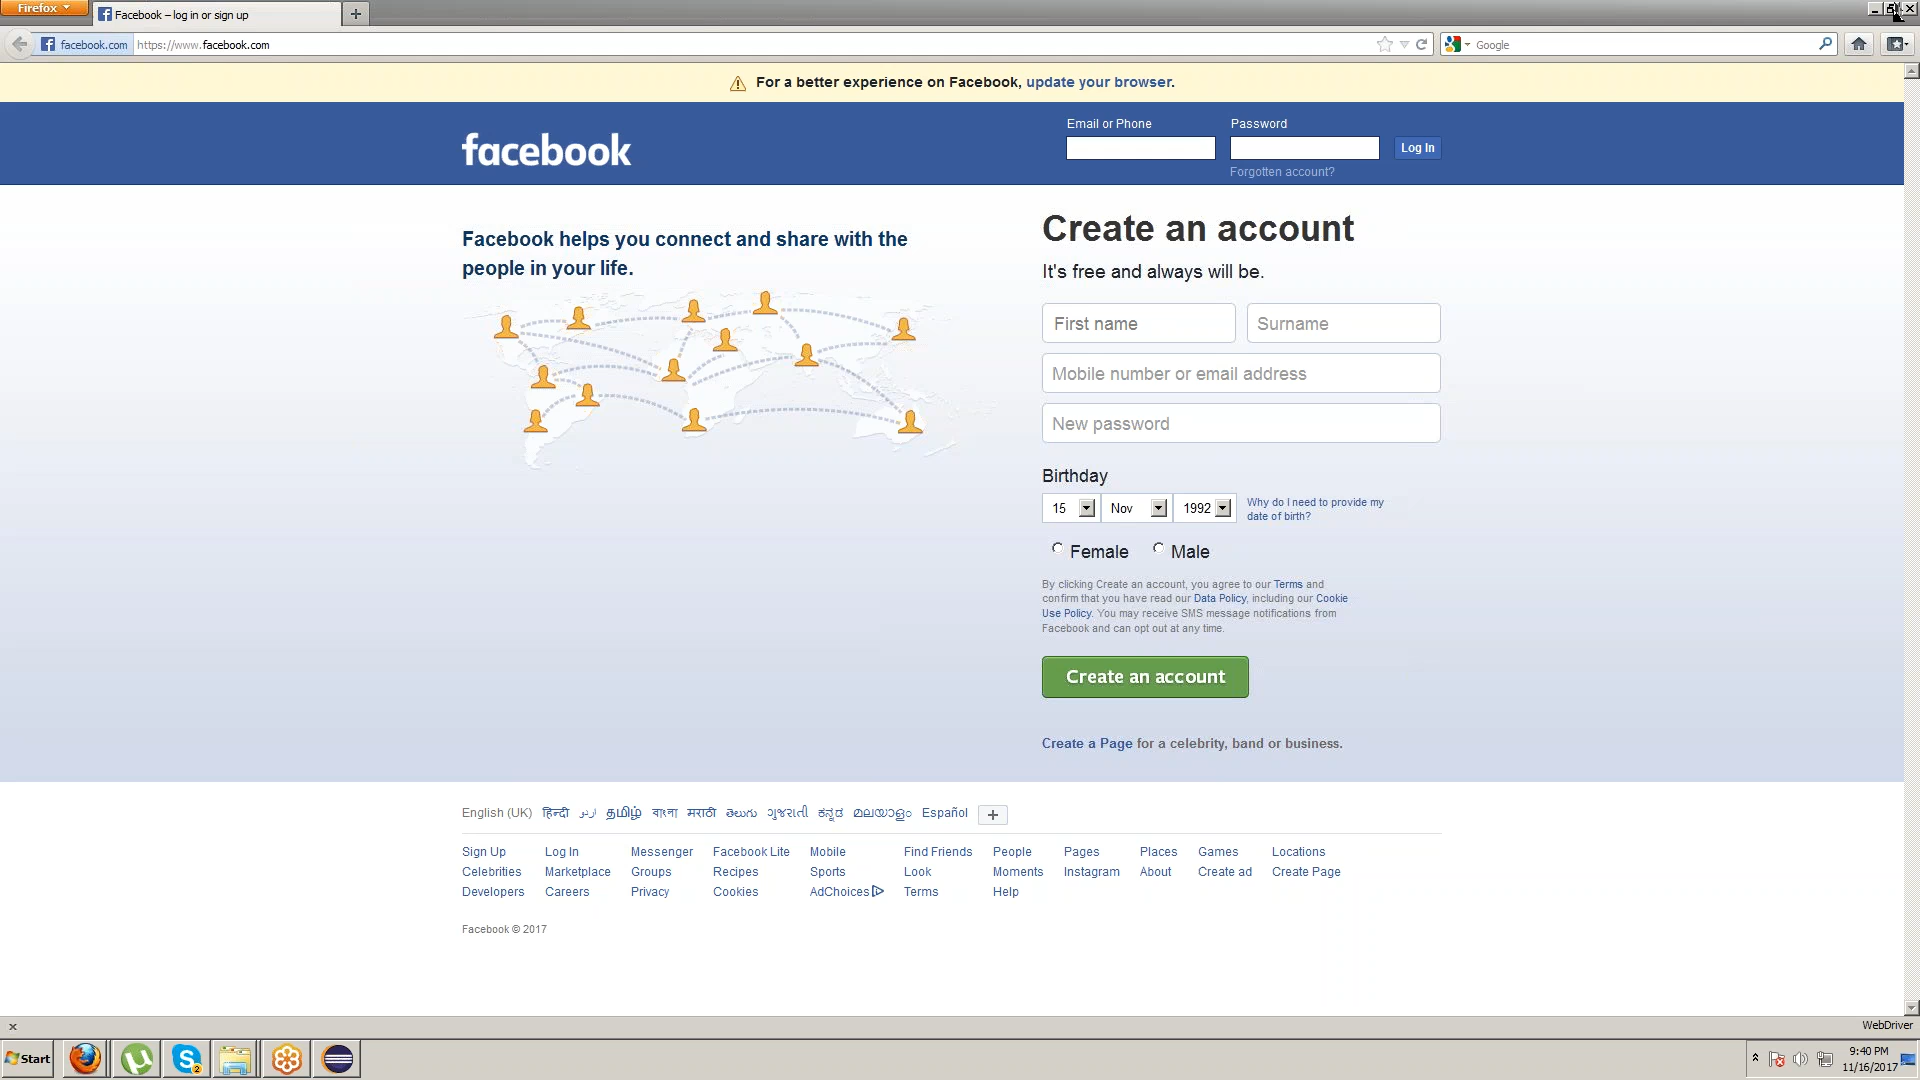 Firefox
Facebook – log in or sign up
facebook.com
https://www.facebook.com
Google
For a better experience on Facebook, update your browser.
facebook
Email or Phone
Password
Log In
Forgotten account?
Facebook helps you connect and share with the
people in your life.
Create an account
It's free and always will be.
First name
Surname
Mobile number or email address
New password
Birthday
15
Nov
1992
Why do I need to provide my
date of birth?
Female
Male
By clicking Create an account, you agree to our Terms and
confirm that you have read our Data Policy, including our Cookie
Use Policy. You may receive SMS message notifications from
Facebook and can opt out at any time.
Create an account
Create a Page for a celebrity, band or business.
English (UK) हिन्दी اردو தமிழ் বাংলা मराठी తెలుగు ગુજરાતી ಕನ್ನಡ മലയാളം Español +
Sign Up Log In Messenger Facebook Lite Mobile Find Friends People Pages Places Games Locations
Celebrities Marketplace Groups Recipes Sports Look Moments Instagram About Create ad Create Page
Developers Careers Privacy Cookies AdChoices Terms Help
Facebook © 2017
WebDriver
Start
2
9:40 PM
11/16/2017